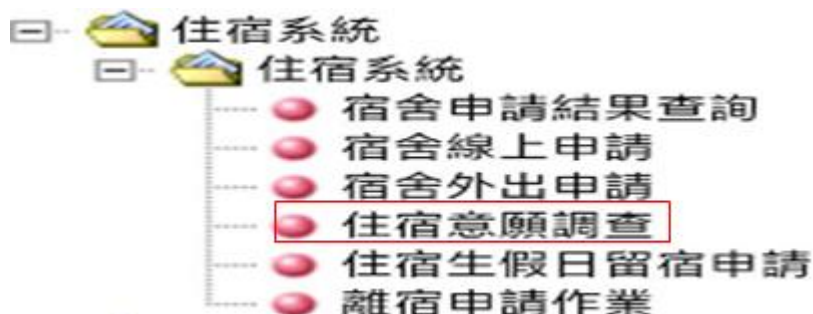 住宿系統
住宿系統
宿舍申請結果查詢
宿舍線上申請
宿舍外出申請
住宿意願調查
住宿生假日留宿申請
離宿申請作業